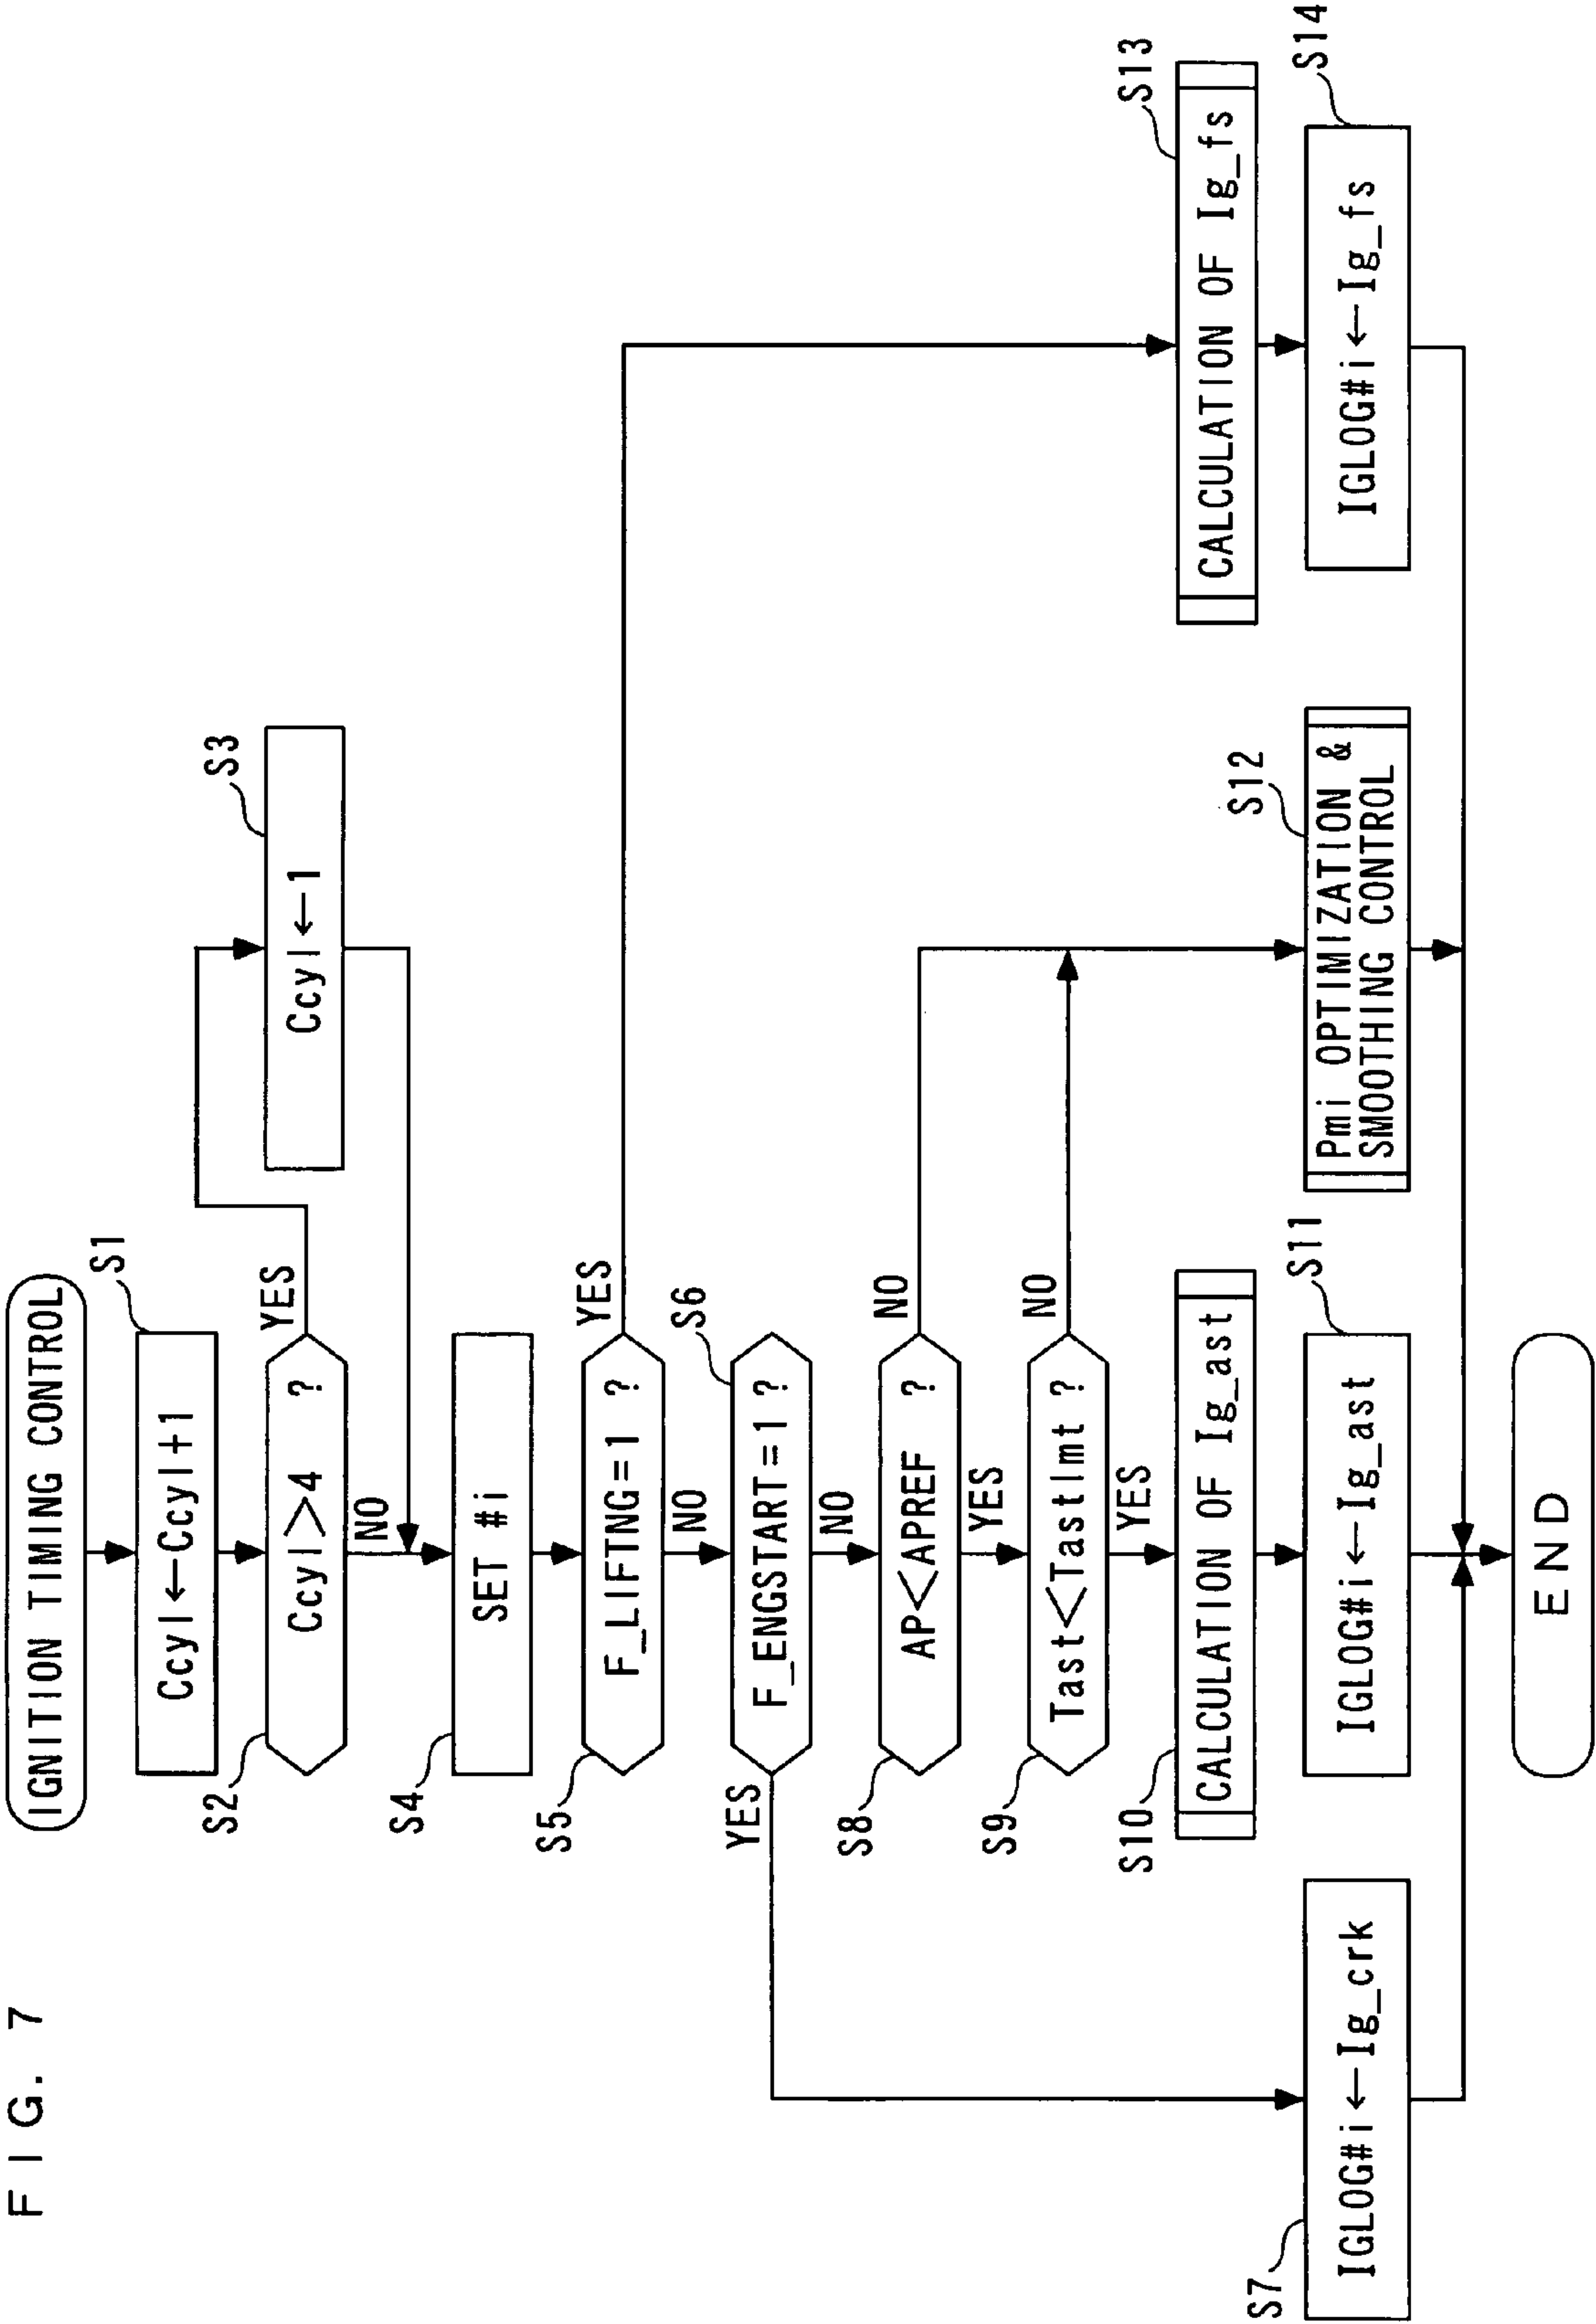 FIG. 7
IGNITION TIMING CONTROL
S1
Ccyl←Ccyl+1
S2
Ccyl>4 ?
YES
NO
S3
Ccyl←1
S4
SET #i
S5
F_LIFTNG=1 ?
YES
NO
S6
F_ENGSTART=1 ?
YES
NO
S8
AP<APREF ?
NO
YES
S9
Tast<Tastlmt ?
NO
YES
S10
CALCULATION OF Ig_ast
S13
CALCULATION OF Ig_fs
S7
IGLOG#i←Ig_crk
S11
IGLOG#i←Ig_ast
S12
Pmi OPTIMIZATION &
SMOOTHING CONTROL
S14
IGLOG#i←Ig_fs
END